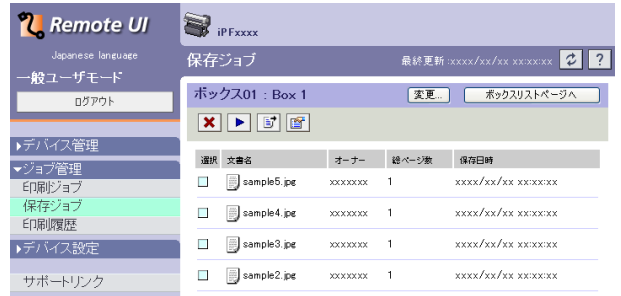 Remote UI
Japanese language
一般ユーザモード
ログアウト
▶デバイス管理
▼ジョブ管理
印刷ジョブ
保存ジョブ
印刷履歴
▶デバイス設定
サポートリンク
iPFxxxx
保存ジョブ
最終更新 :xxxx/xx/xx xx:xx:xx
?
ボックス01 : Box 1
変更...
ボックスリストページへ
選択 文書名 オーナー 総ページ数 保存日時
sample5.jpg xxxxxxx 1 xxxx/xx/xx xx:xx:xx
sample4.jpg xxxxxxx 1 xxxx/xx/xx xx:xx:xx
sample3.jpg xxxxxxx 1 xxxx/xx/xx xx:xx:xx
sample2.jpg xxxxxxx 1 xxxx/xx/xx xx:xx:xx